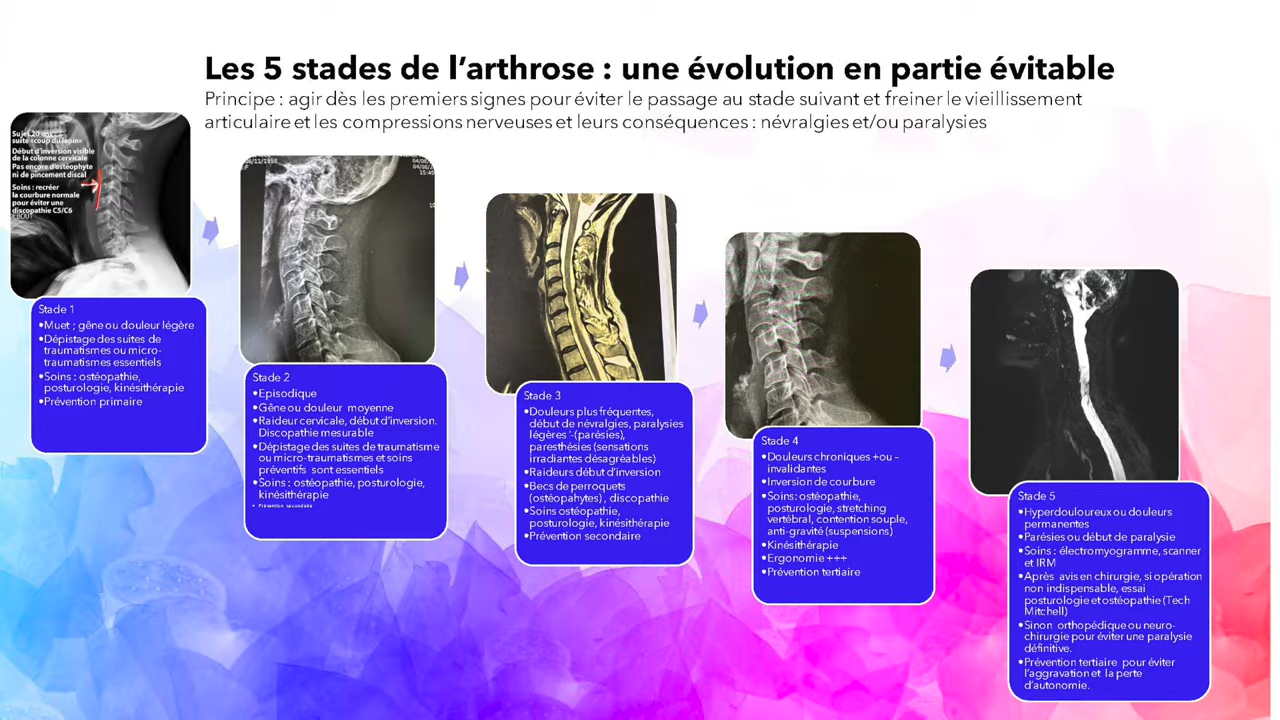 Les 5 stades de l'arthrose : une évolution en partie évitable
Principe : agir dès les premiers signes pour éviter le passage au stade suivant et freiner le vieillissement
articulaire et les compressions nerveuses et leurs conséquences : névralgies et/ou paralysies
Sujet 20 ans
suite «coup du lapin»
Début d'inversion visible
de la colonne cervicale
Pas encore d'ostéophyte
ni de pincement discal
Soins : recréer
la courbure normale
pour éviter une
discopathie C5/C6
DEBOUT
Stade 1
•Muet ; gêne ou douleur légère
•Dépistage des suites de
traumatismes ou micro-
traumatismes essentiels
•Soins : ostéopathie,
posturologie, kinésithérapie
•Prévention primaire
/11/1958
04/08/
15:45
Stade 2
•Episodique
•Gêne ou douleur moyenne
•Raideur cervicale, début d'inversion.
Discopathie mesurable
•Dépistage des suites de traumatisme
ou micro-traumatismes et soins
préventifs sont essentiels
•Soins : ostéopathie, posturologie,
kinésithérapie
• Prévention secondaire
Stade 3
•Douleurs plus fréquentes,
début de névralgies, paralysies
légères '-(parésies),
paresthésies (sensations
irradiantes désagréables)
•Raideurs début d'inversion
•Becs de perroquets
(ostéopahytes) , discopathie
•Soins ostéopathie,
posturologie, kinésithérapie
•Prévention secondaire
Stade 4
•Douleurs chroniques +ou –
invalidantes
•Inversion de courbure
•Soins: ostéopathie,
posturologie, stretching
vertébral, contention souple,
anti-gravité (suspensions)
•Kinésithérapie
•Ergonomie +++
•Prévention tertiaire
Stade 5
•Hyperdouloureux ou douleurs
permanentes
•Parésies ou début de paralysie
•Soins : électromyogramme, scanner
et IRM
•Après avis en chirurgie, si opération
non indispensable, essai
posturologie et ostéopathie (Tech
Mitchell)
•Sinon orthopédique ou neuro-
chirurgie pour éviter une paralysie
définitive.
•Prévention tertiaire pour éviter
l'aggravation et la perte
d'autonomie.